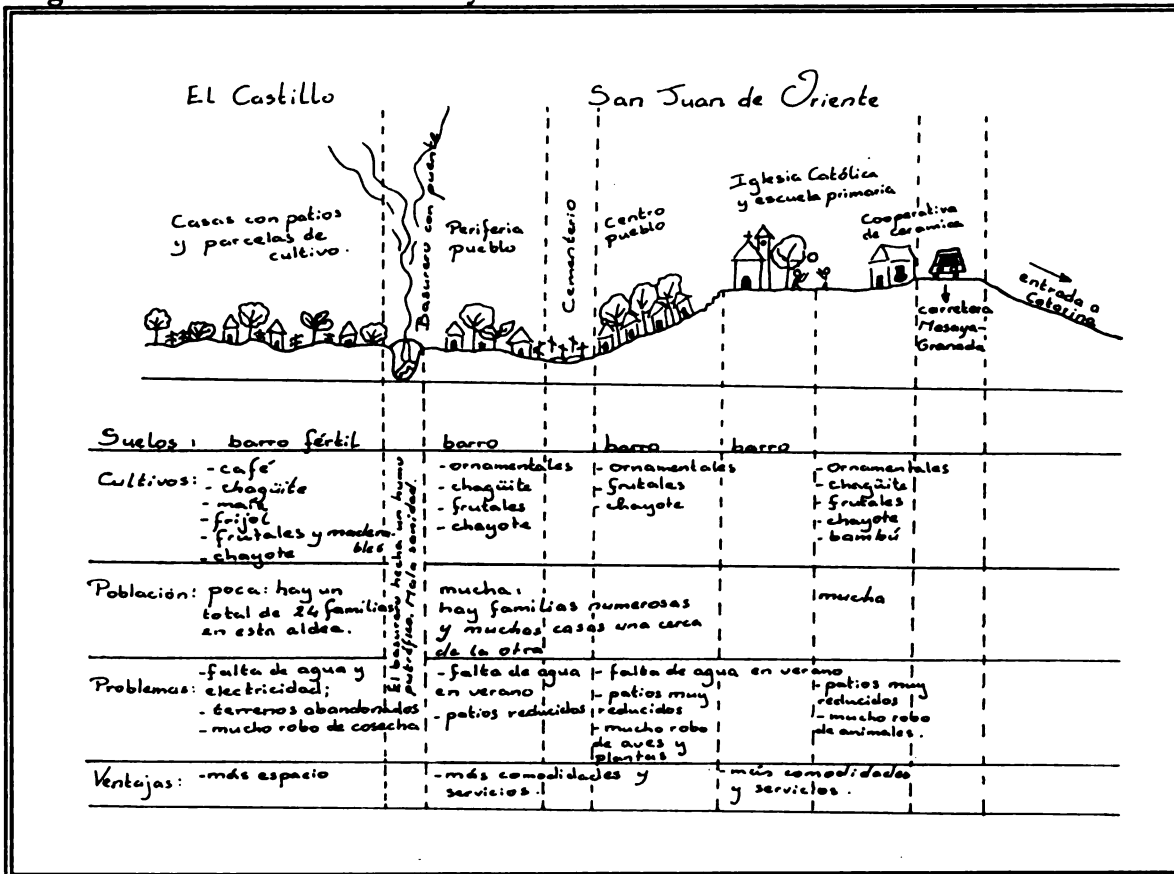 El Castillo
San Juan de Oriente
Casas con patios
y parcelas de
cultivo.
Basurero con puente
Periferia
pueblo
Cementerio
Centro
pueblo
Iglesia Católica
y escuela primaria
Cooperativa
de ceramica
carretera
Masaya-
Granada
entrada a
Catarina
Suelos: barro fértil
barro
barro
barro
Cultivos:
- café
- chagüite
- maíz
- frijol
- frutales y madera-
bles
- chayote
El basurero hecha un humo
putréfico. Mala sanidad.
- ornamentales
- chagüite
- frutales
- chayote
- ornamentales
- frutales
- chayote
- ornamentales
- chagüite
- frutales
- chayote
- bambú
Población: poca: hay un
total de 24 familias
en esta aldea.
mucha:
hay familias numerosas
y muchas casas una cerca
de la otra
mucha
Problemas:
- falta de agua y
electricidad;
- terrenos abandonados
- mucho robo de cosecha
- falta de agua
en verano
- patios reducidos
- falta de agua en verano
- patios muy
reducidos
- mucho robo
de aves y
plantas
- patios muy
reducidos
- mucho robo
de animales.
Ventajas: - más espacio
- más comodidades y
servicios.
- más comodidades
y servicios.